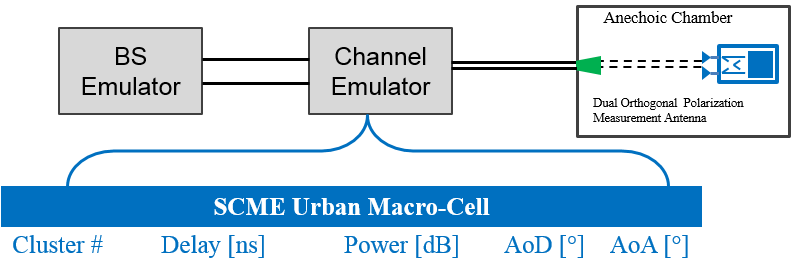 Anechoic Chamber
BS
Emulator
Channel
Emulator
Dual Orthogonal Polarization
Measurement Antenna
SCME Urban Macro-Cell
Cluster # Delay [ns] Power [dB] AoD [°] AoA [°]